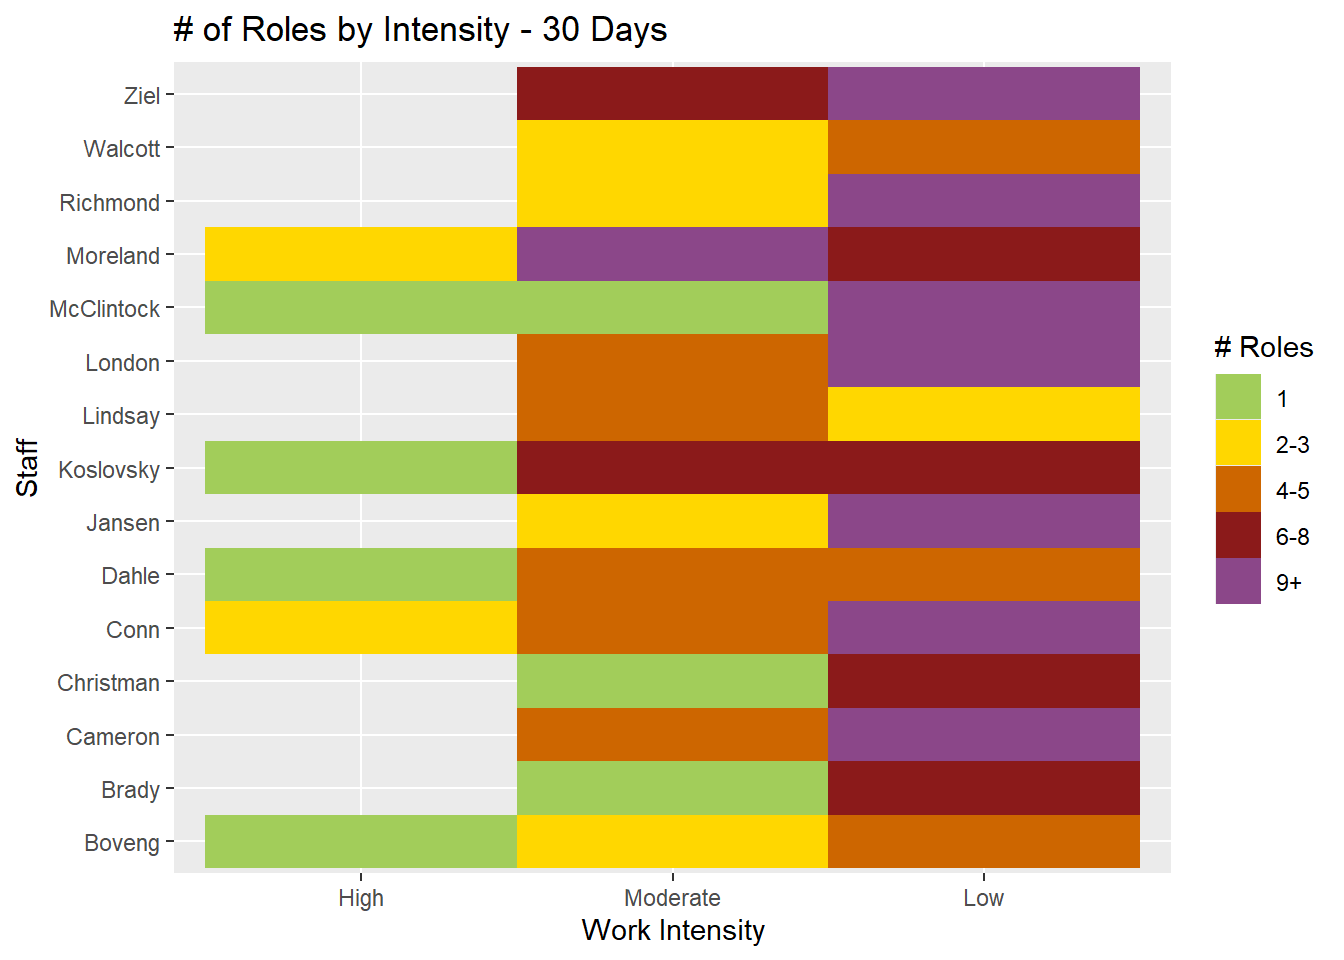 # of Roles by Intensity - 30 Days
Ziel
Walcott
Richmond
Moreland
McClintock
London
Lindsay
Koslovsky
Jansen
Dahle
Conn
Christman
Cameron
Brady
Boveng
Staff
High Moderate Low
Work Intensity
# Roles
1
2-3
4-5
6-8
9+